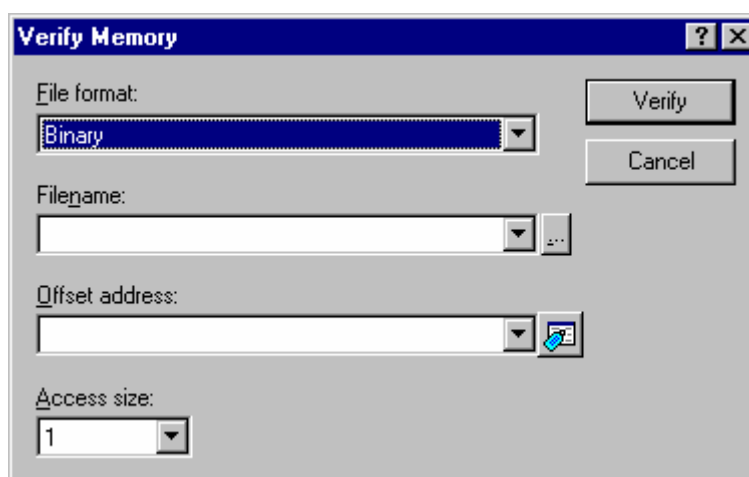 Verify Memory
File format:
Verify
Binary
Cancel
Filename:
...
Offset address:
Access size:
1